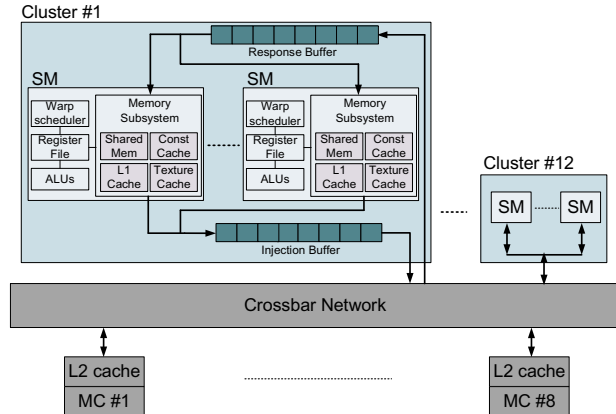 Cluster #1
Response Buffer
SM
SM
Warp
scheduler
Register
File
ALUs
Memory
Subsystem
Shared
Mem
Const
Cache
L1
Cache
Texture
Cache
Warp
scheduler
Register
File
ALUs
Memory
Subsystem
Shared
Mem
Const
Cache
L1
Cache
Texture
Cache
Injection Buffer
Cluster #12
SM
SM
Crossbar Network
L2 cache
MC #1
L2 cache
MC #8